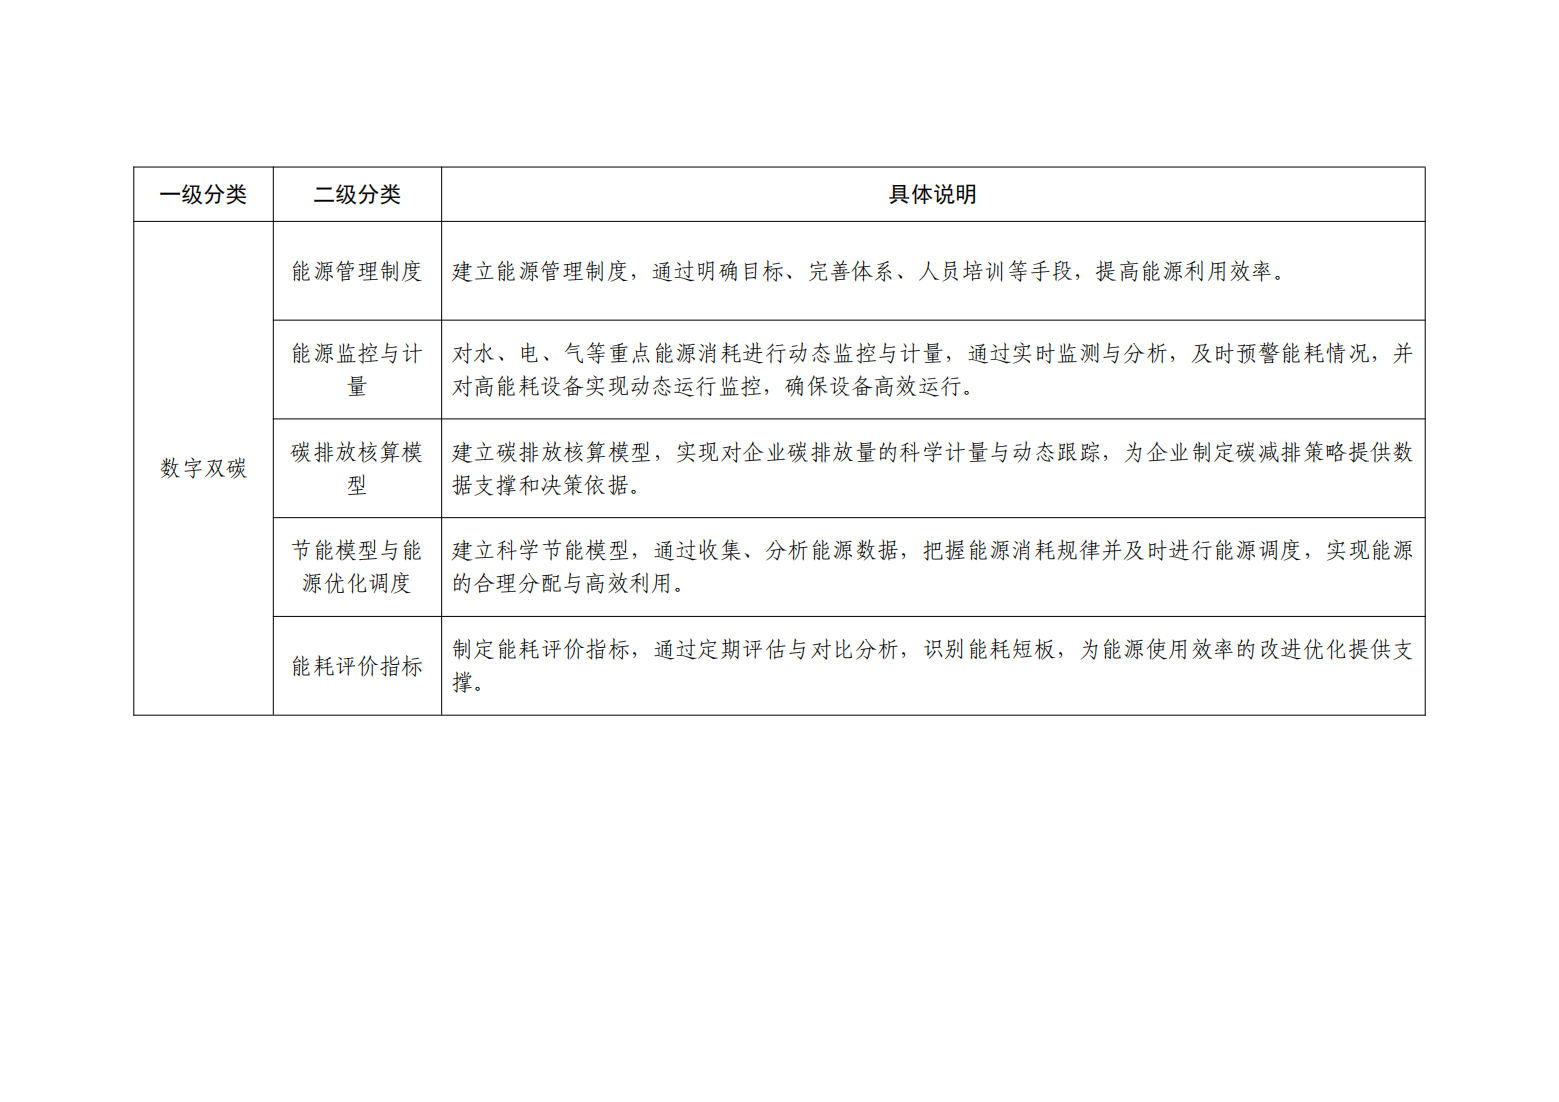 一级分类
二级分类
具体说明
数字双碳
能源管理制度
建立能源管理制度，通过明确目标、完善体系、人员培训等手段，提高能源利用效率。
能源监控与计
量
对水、电、气等重点能源消耗进行动态监控与计量，通过实时监测与分析，及时预警能耗情况，并
对高能耗设备实现动态运行监控，确保设备高效运行。
碳排放核算模
型
建立碳排放核算模型，实现对企业碳排放量的科学计量与动态跟踪，为企业制定碳减排策略提供数
据支撑和决策依据。
节能模型与能
源优化调度
建立科学节能模型，通过收集、分析能源数据，把握能源消耗规律并及时进行能源调度，实现能源
的合理分配与高效利用。
能耗评价指标
制定能耗评价指标，通过定期评估与对比分析，识别能耗短板，为能源使用效率的改进优化提供支
撑。